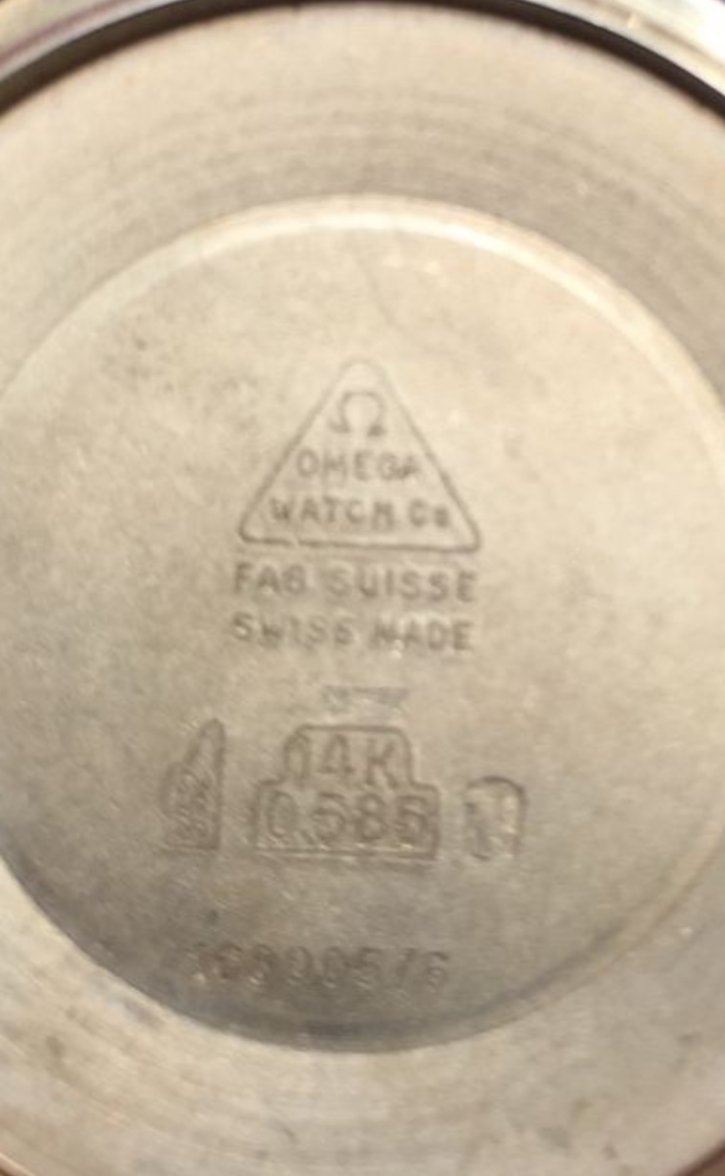 Ω
OMEGA
WATCH Co
FAB SUISSE
SWISS MADE
14K
0.585